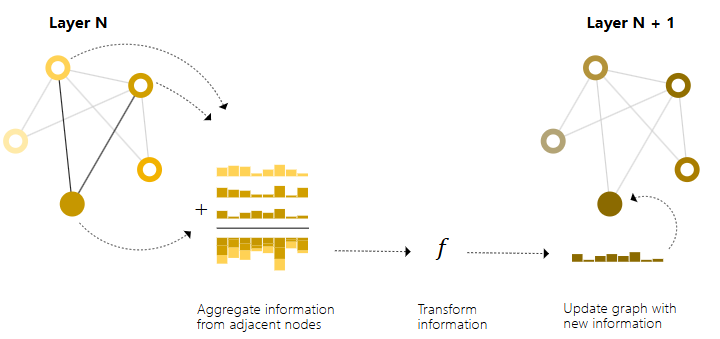 Layer N
Layer N + 1
+
f
Aggregate information
from adjacent nodes
Transform
information
Update graph with
new information